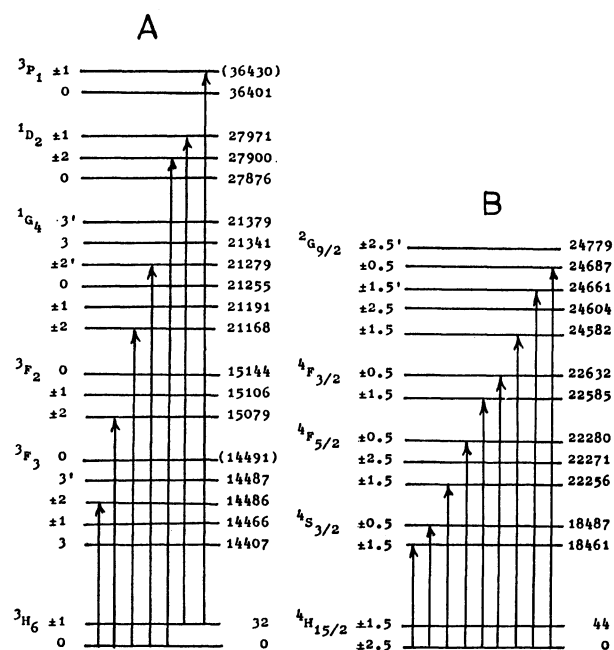 A
³P₁ ±1 (36430)
0 36401
¹D₂ ±1 27971
±2 27900
0 27876
¹G₄ 3' 21379
3 21341
±2' 21279
0 21255
±1 21191
±2 21168
³F₂ 0 15144
±1 15106
±2 15079
³F₃ 0 (14491)
3' 14487
±2 14486
±1 14466
3 14407
³H₆ ±1 32
0 0
B
²G₉/₂ ±2.5' 24779
±0.5 24687
±1.5' 24661
±2.5 24604
±1.5 24582
⁴F₃/₂ ±0.5 22632
±1.5 22585
⁴F₅/₂ ±0.5 22280
±2.5 22271
±1.5 22256
⁴S₃/₂ ±0.5 18487
±1.5 18461
⁴H₁₅/₂ ±1.5 44
±2.5 0